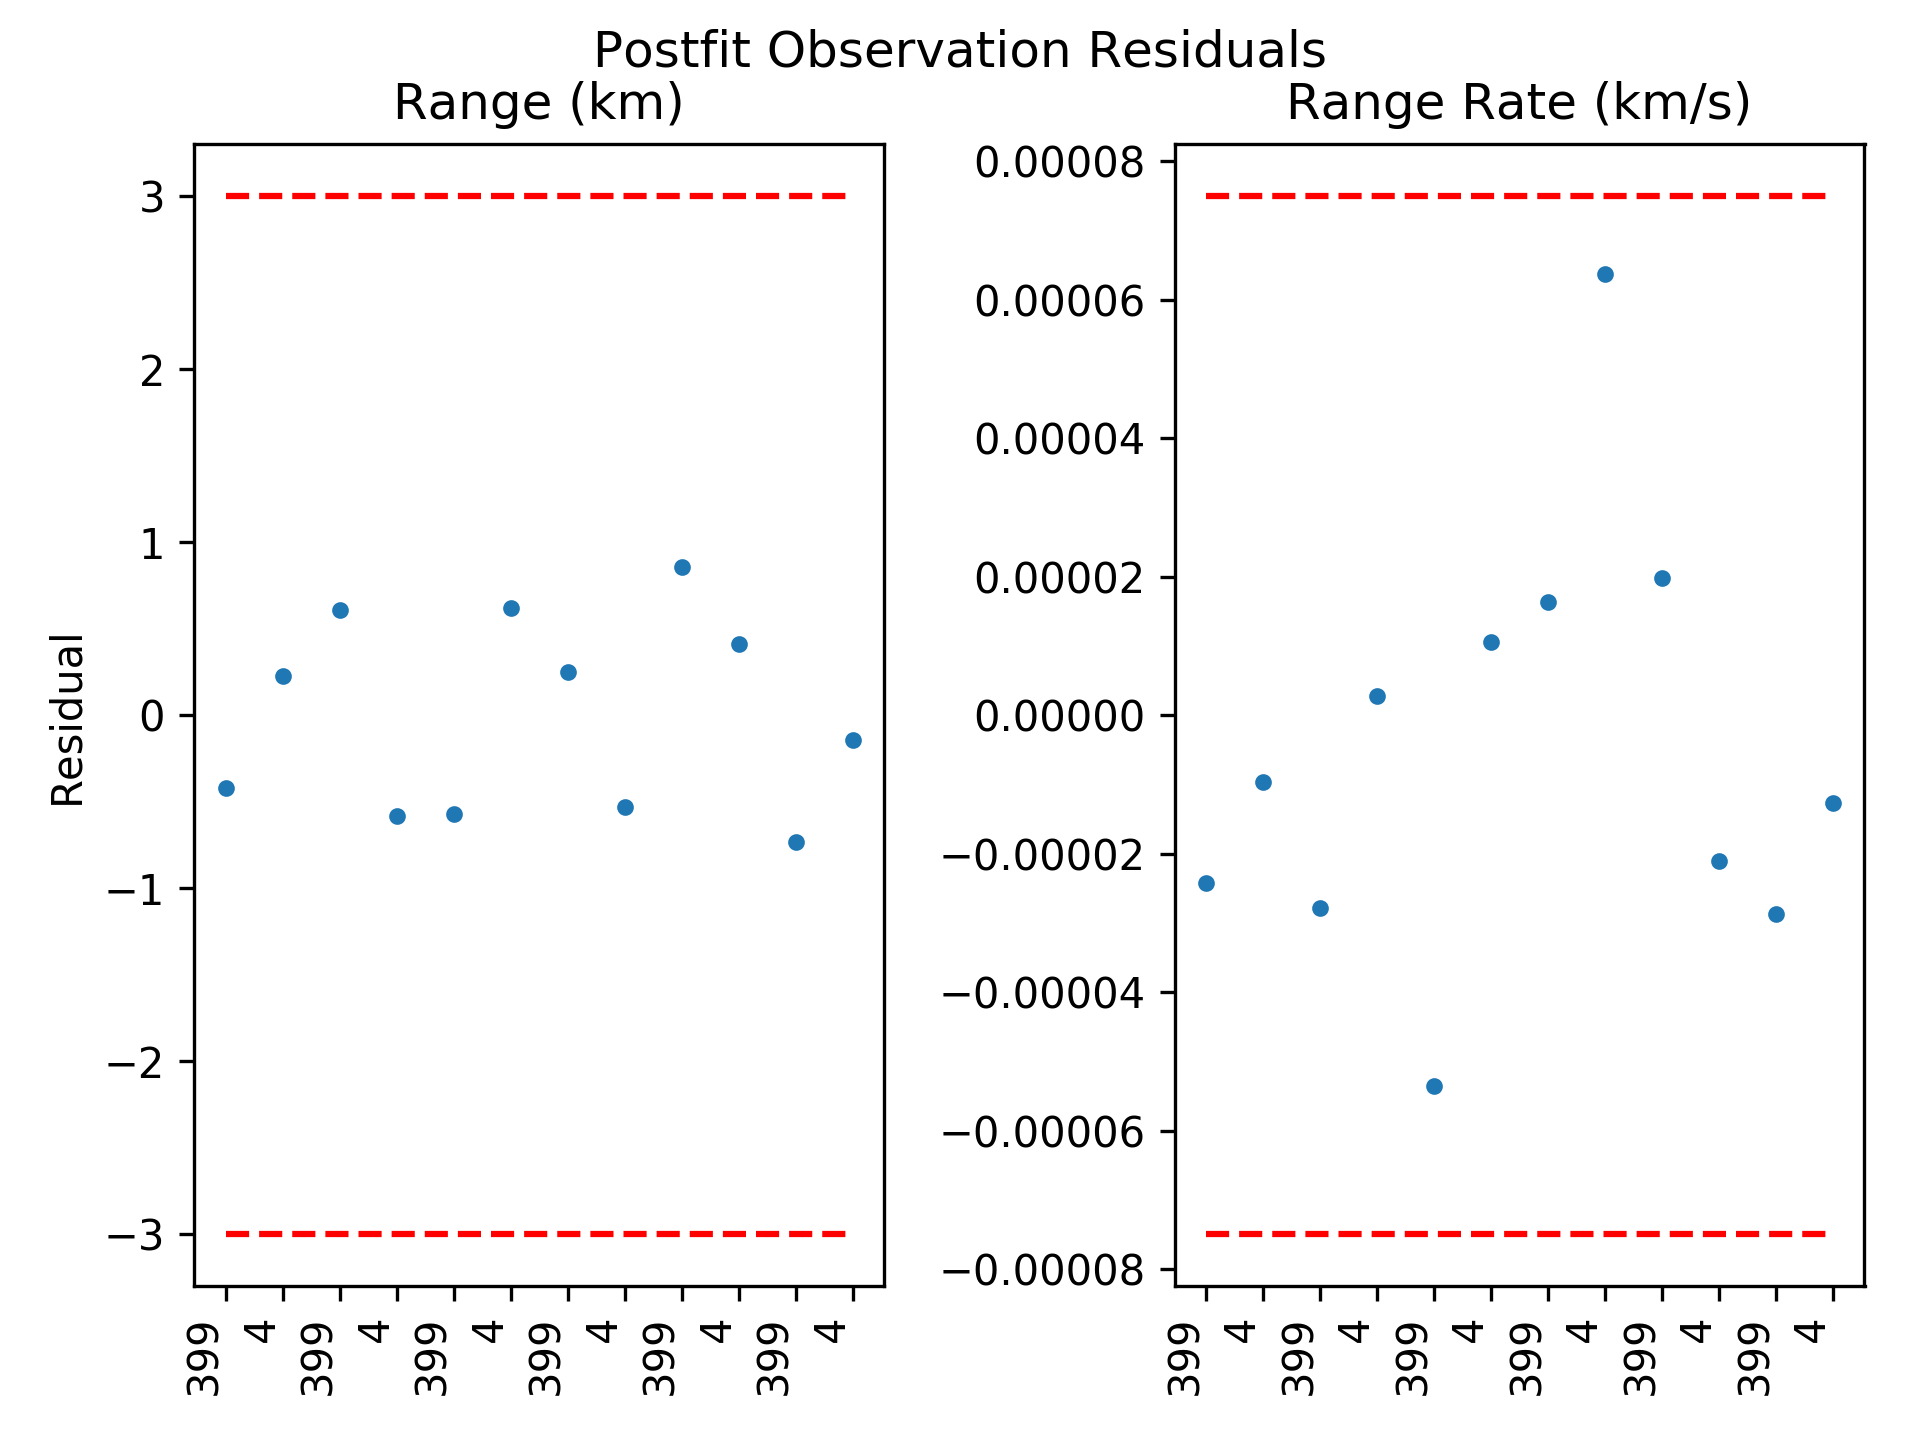 Postfit Observation Residuals
Range (km)
Range Rate (km/s)
Residual
3
2
1
0
−1
−2
−3
399 4 399 4 399 4 399 4 399 4 399 4
0.00008
0.00006
0.00004
0.00002
0.00000
−0.00002
−0.00004
−0.00006
−0.00008
399 4 399 4 399 4 399 4 399 4 399 4